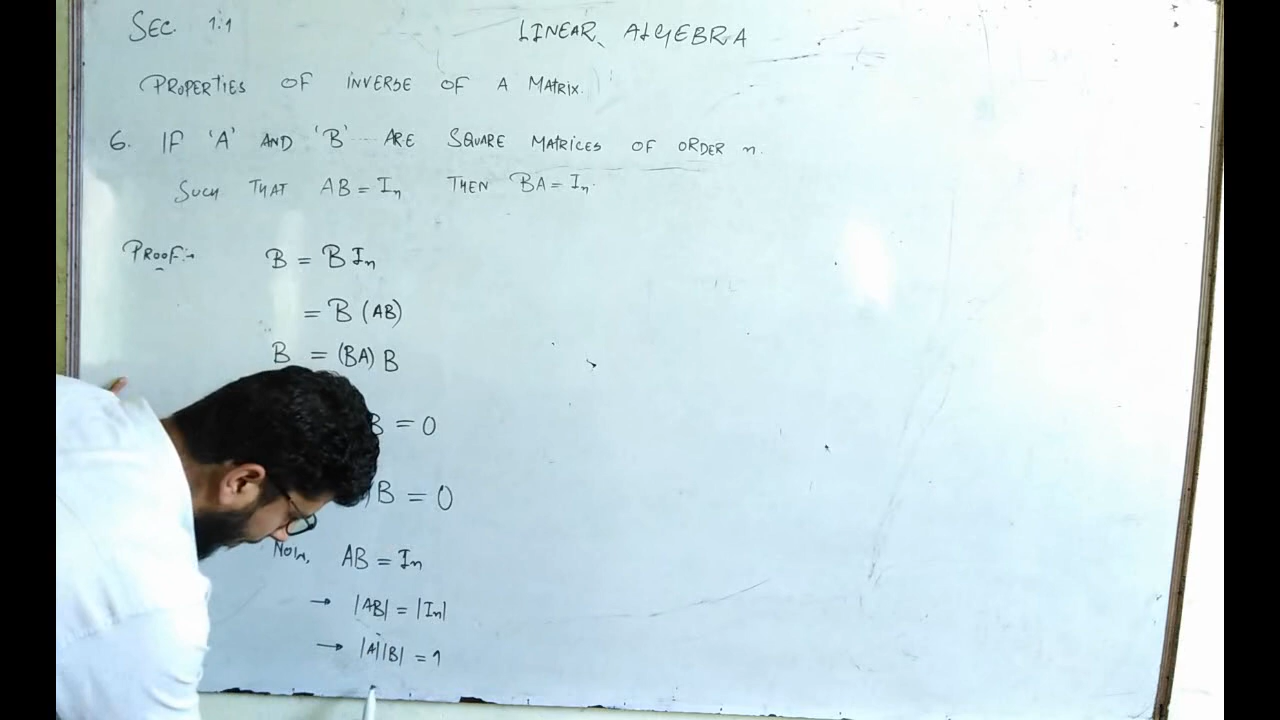 SEC. 1.1
LINEAR ALGEBRA
PROPERTIES OF INVERSE OF A MATRIX.
6. IF 'A' AND 'B' ARE SQUARE MATRICES OF ORDER n.
SUCH THAT AB = In THEN BA = In.
PROOF:-
B = B In
= B (AB)
B = (BA) B
B = 0
)B = 0
NOW, AB = In
→ |AB| = |In|
→ |A||B| = 1